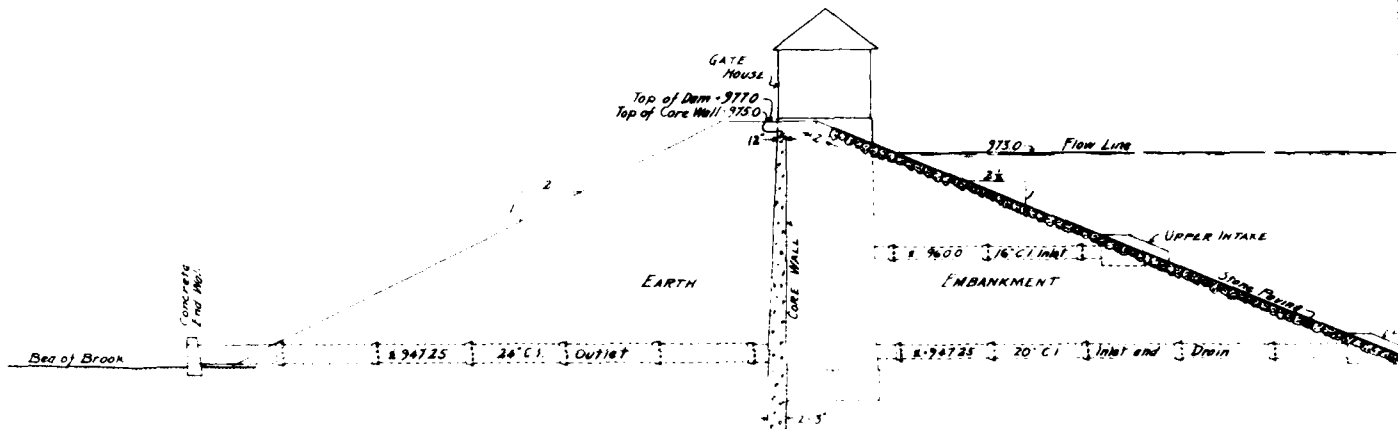 GATE
HOUSE
Top of Dam - 977.0
Top of Core Wall - 975.0
12"
2
973.0 Flow Line
2½
1
2
1
UPPER INTAKE
960.0 16" C.I. Inlet
EARTH
CORE WALL
EMBANKMENT
Stone Paving
Concrete
End Wall
Bed of Brook
947.25 24" C.I. Outlet
947.25 20" C.I. Inlet and Drain
2'-3"